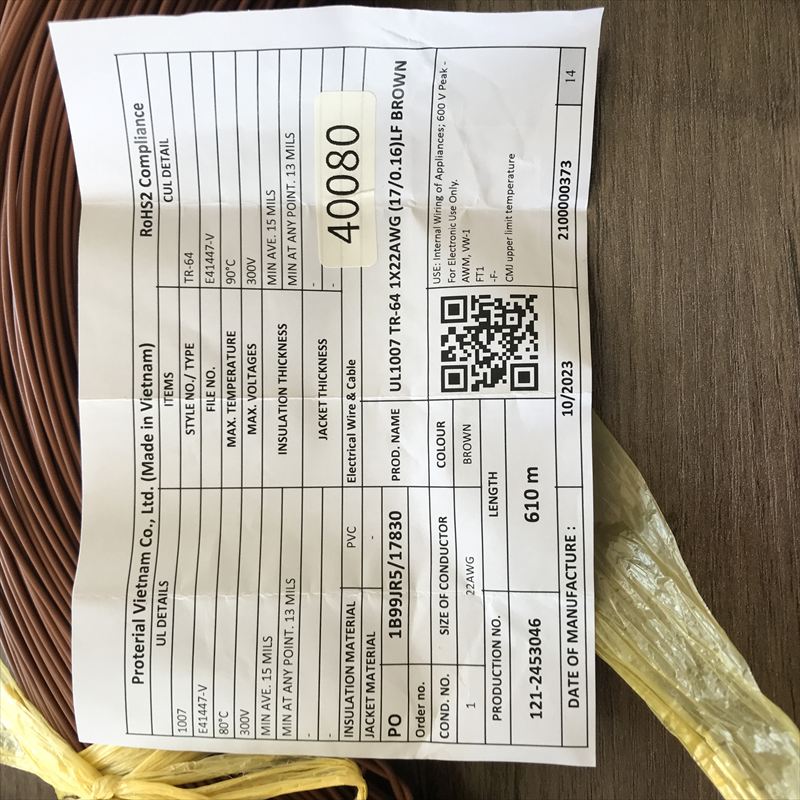 Proterial Vietnam Co., Ltd. (Made in Vietnam) RoHS2 Compliance
UL DETAILS ITEMS CUL DETAIL
1007 STYLE NO./ TYPE TR-64
E41447-V FILE NO. E41447-V
80°C MAX. TEMPERATURE 90°C
300V MAX. VOLTAGES 300V
MIN AVE. 15 MILS INSULATION THICKNESS MIN AVE. 15 MILS
MIN AT ANY POINT. 13 MILS MIN AT ANY POINT. 13 MILS
- JACKET THICKNESS -
- -
INSULATION MATERIAL PVC Electrical Wire & Cable
JACKET MATERIAL -
40080
PO 1B99JR5/17830 PROD. NAME UL1007 TR-64 1X22AWG (17/0.16)LF BROWN
Order no.
COND. NO. SIZE OF CONDUCTOR COLOUR
1 22AWG BROWN
USE: Internal Wiring of Appliances; 600 V Peak -
For Electronic Use Only.
AWM, VW-1
FT1
-F-
CMJ upper limit temperature
PRODUCTION NO. LENGTH
121-2453046 610 m
DATE OF MANUFACTURE : 10/2023 2100000373 14